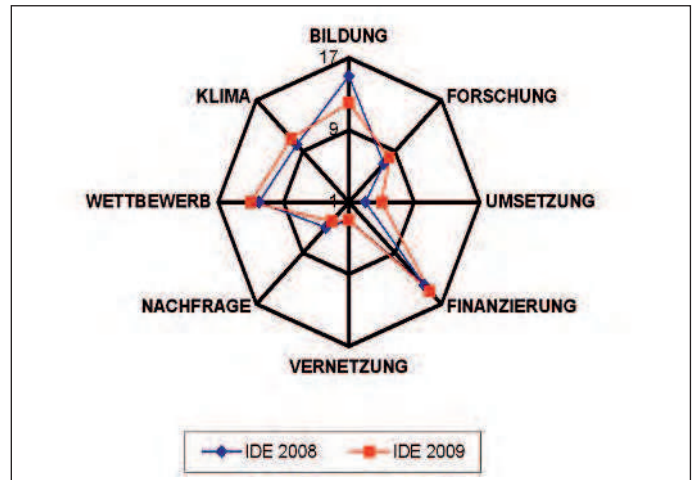 BILDUNG
17
KLIMA
FORSCHUNG
9
WETTBEWERB
1
UMSETZUNG
NACHFRAGE
FINANZIERUNG
VERNETZUNG
IDE 2008
IDE 2009